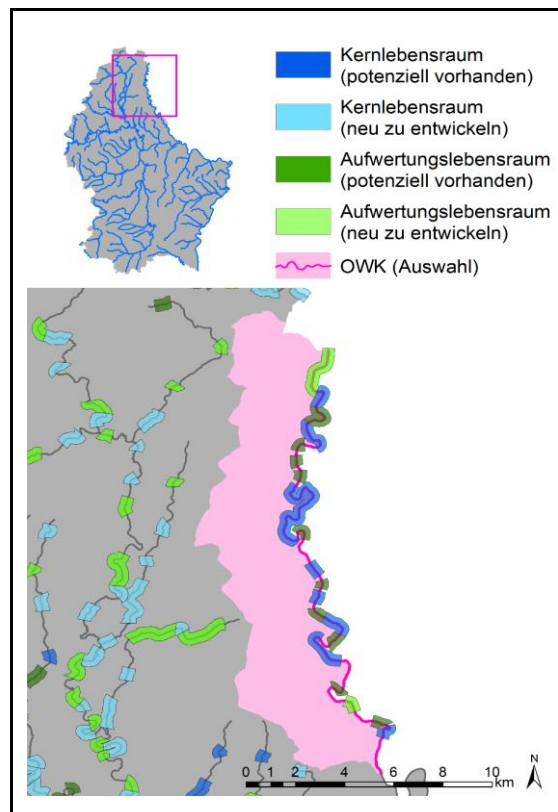 Kernlebensraum
(potenziell vorhanden)
Kernlebensraum
(neu zu entwickeln)
Aufwertungslebensraum
(potenziell vorhanden)
Aufwertungslebensraum
(neu zu entwickeln)
OWK (Auswahl)
N
0 1 2 4 6 8 10
km